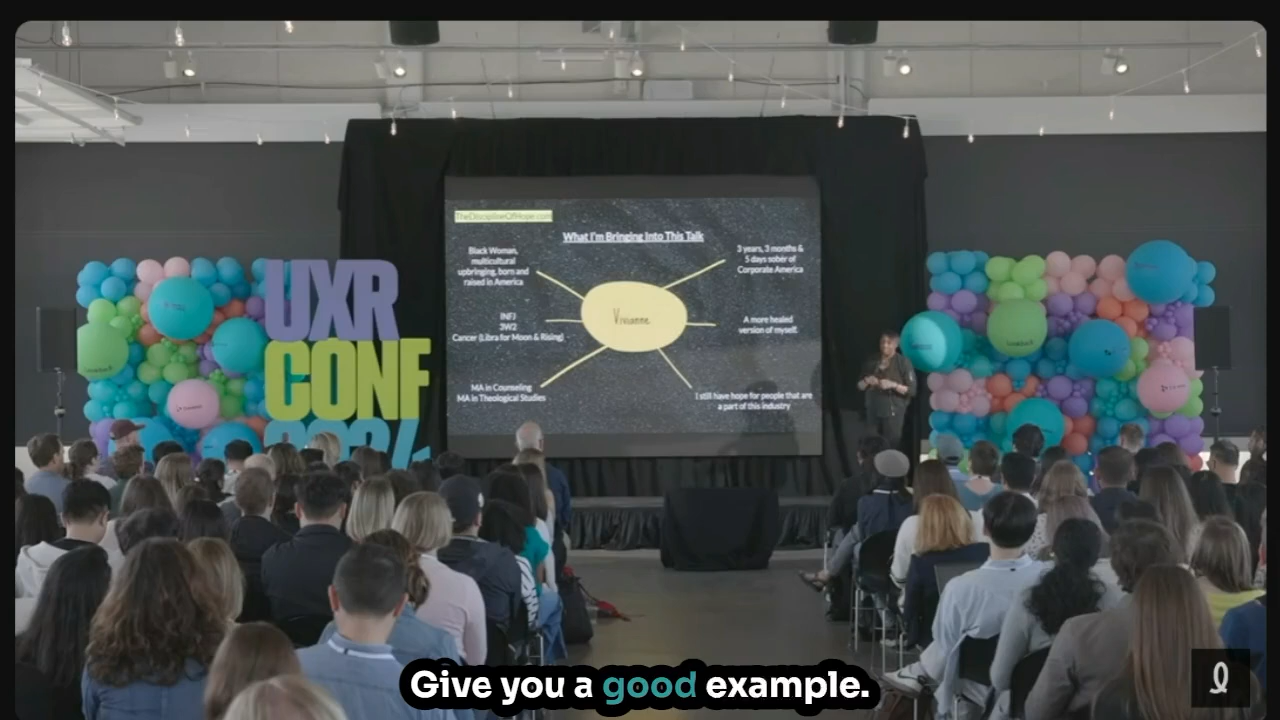 TheDisciplineOfHope.com
What I'm Bringing Into This Talk
Black Woman,
multicultural
upbringing, born and
raised in America
3 years, 3 months &
5 days sober of
Corporate America
Vivianne
INFJ
3W2
Cancer (Libra for Moon & Rising)
A more healed
version of myself.
MA in Counseling
MA in Theological Studies
I still have hope for people that are
a part of this industry
UXR
CONF
2024
Give you a good example.